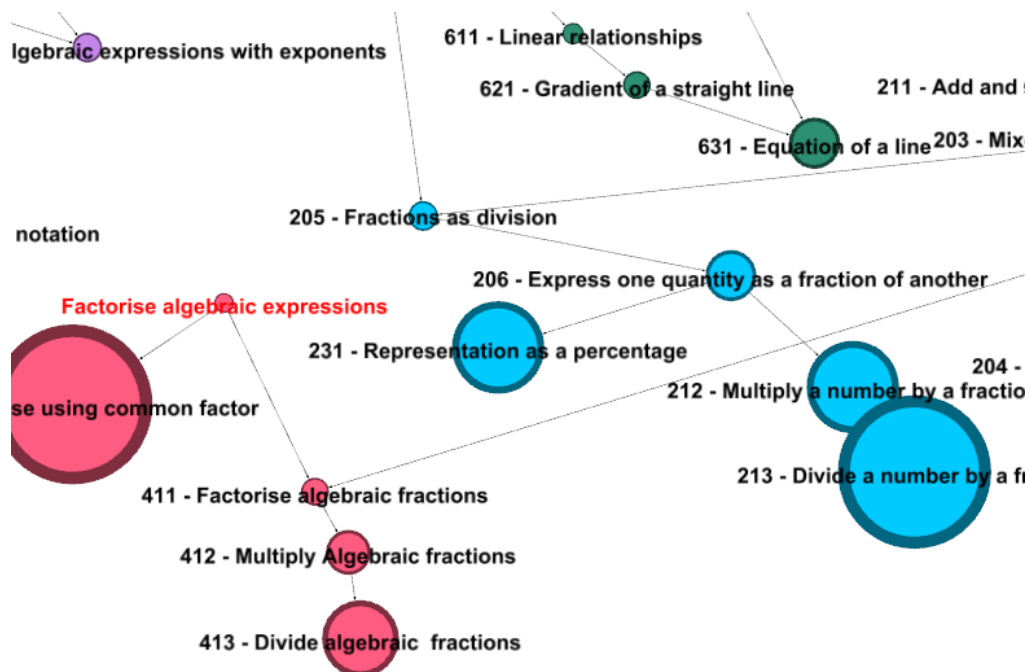 lgebraic expressions with exponents
611 - Linear relationships
621 - Gradient of a straight line
211 - Add and
631 - Equation of a line
203 - Mix
205 - Fractions as division
notation
206 - Express one quantity as a fraction of another
Factorise algebraic expressions
231 - Representation as a percentage
204 -
212 - Multiply a number by a fractio
se using common factor
213 - Divide a number by a fr
411 - Factorise algebraic fractions
412 - Multiply Algebraic fractions
413 - Divide algebraic fractions